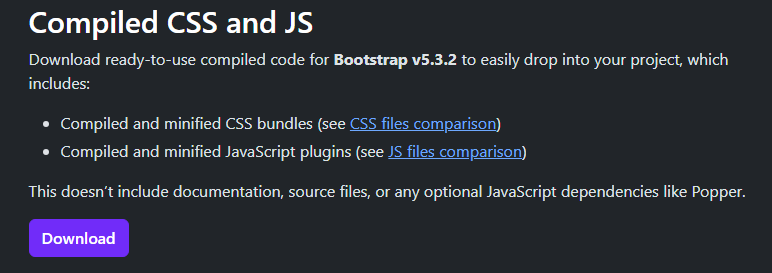 Compiled CSS and JS
Download ready-to-use compiled code for Bootstrap v5.3.2 to easily drop into your project, which
includes:
• Compiled and minified CSS bundles (see CSS files comparison)
• Compiled and minified JavaScript plugins (see JS files comparison)
This doesn’t include documentation, source files, or any optional JavaScript dependencies like Popper.
Download